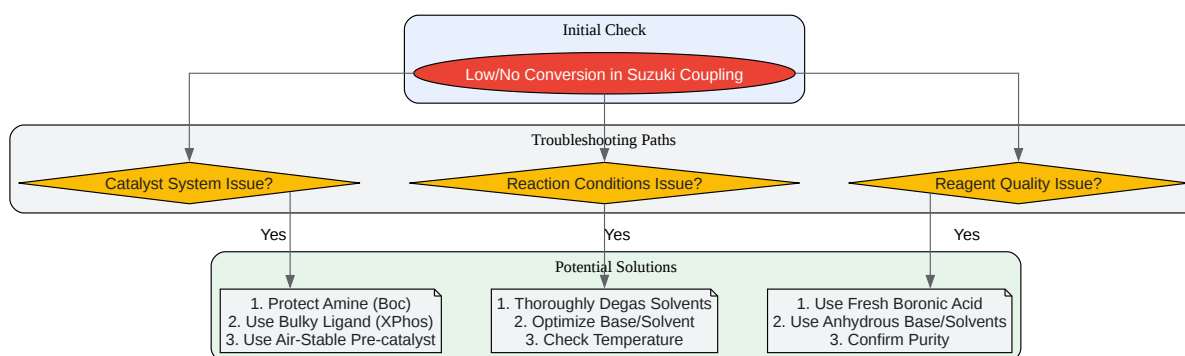 Initial Check
Low/No Conversion in Suzuki Coupling
Troubleshooting Paths
Catalyst System Issue?
Reaction Conditions Issue?
Reagent Quality Issue?
Yes
Yes
Yes
Potential Solutions
1. Protect Amine (Boc)
2. Use Bulky Ligand (XPhos)
3. Use Air-Stable Pre-catalyst
1. Thoroughly Degas Solvents
2. Optimize Base/Solvent
3. Check Temperature
1. Use Fresh Boronic Acid
2. Use Anhydrous Base/Solvents
3. Confirm Purity